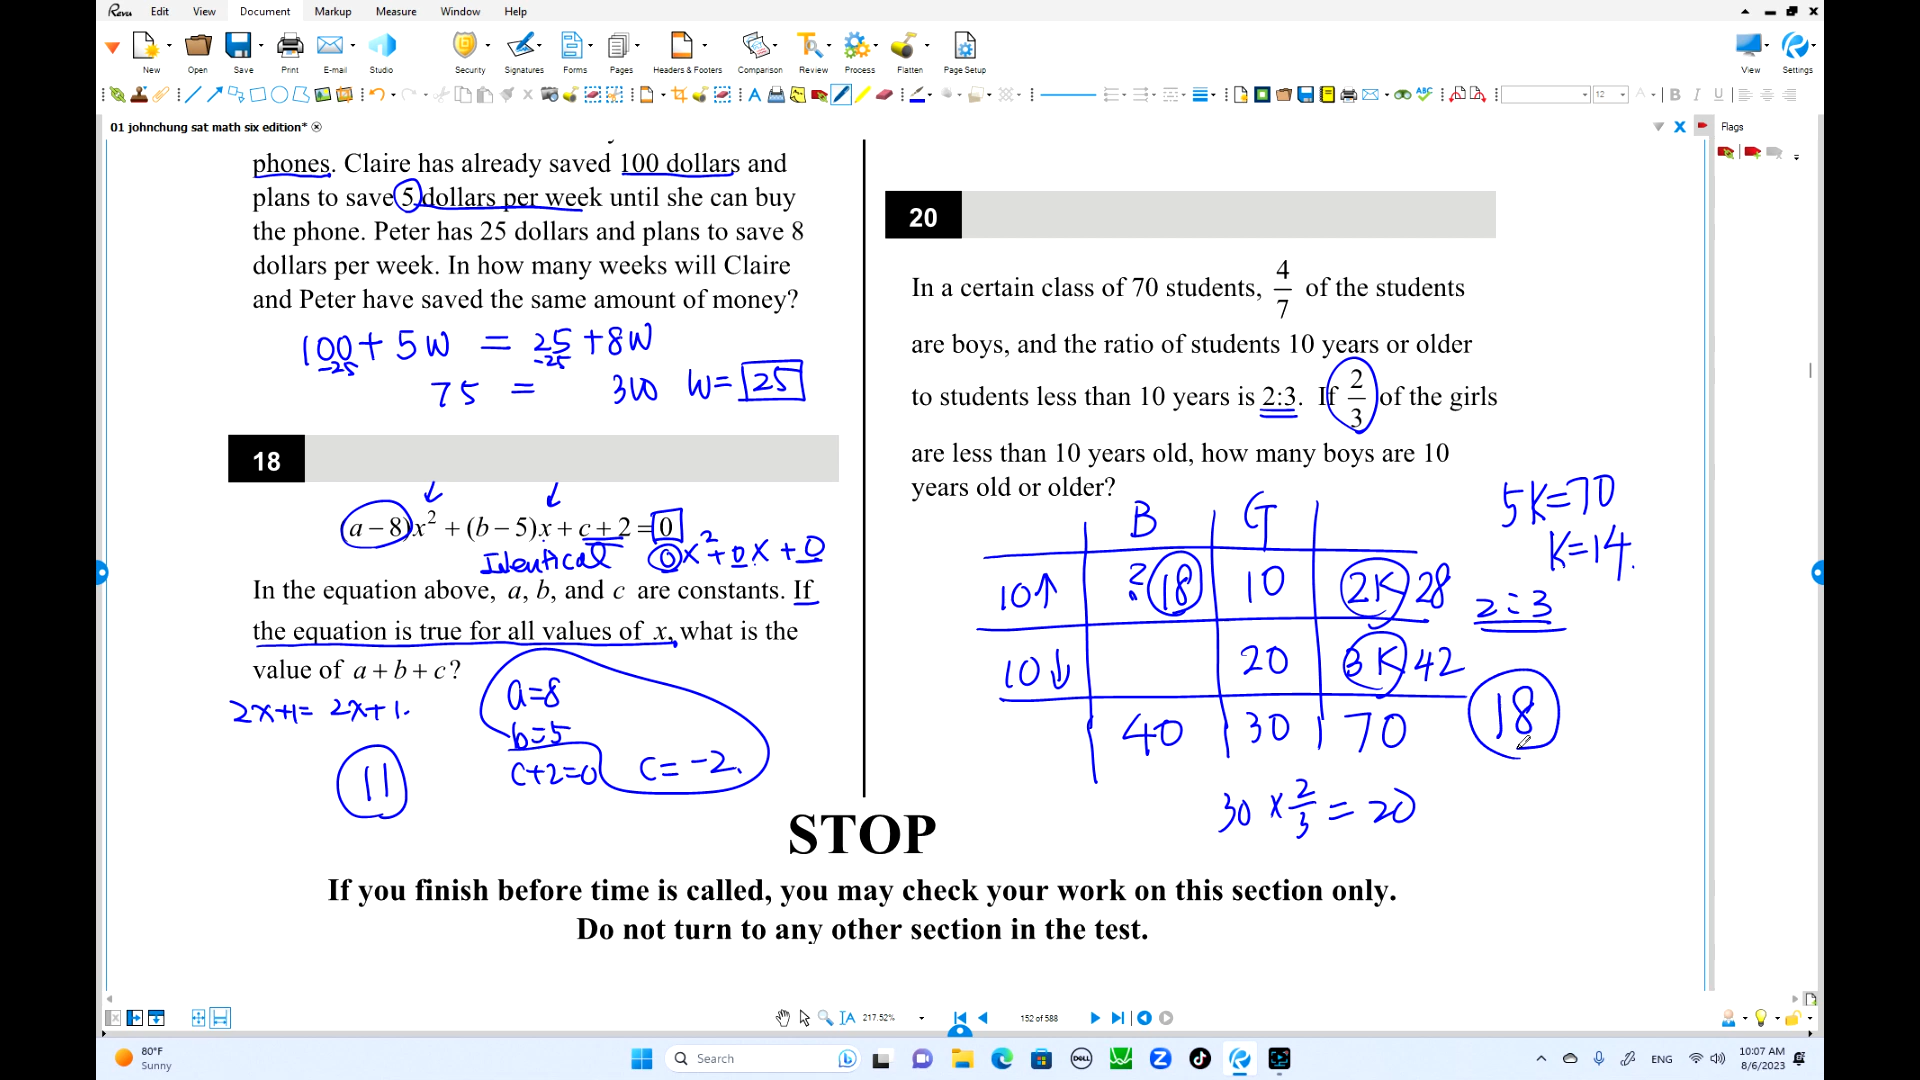 Revu File Edit View Document Markup Measure Window Help
New Open Save Print E-mail Studio Security Signatures Forms Pages Headers & Footers Comparison Review Process Flatten Page Setup View Settings
01 johnchung sat math six edition*
Flags
phones. Claire has already saved 100 dollars and
plans to save 5 dollars per week until she can buy
the phone. Peter has 25 dollars and plans to save 8
dollars per week. In how many weeks will Claire
and Peter have saved the same amount of money?
100 + 5W = 25 + 8W
-25 -25
75 = 3W W = 25
18
(a − 8)x² + (b − 5)x + c + 2 = 0
Identical 0x² + 0x + 0
In the equation above, a, b, and c are constants. If
the equation is true for all values of x, what is the
value of a + b + c?
2x+1 = 2x+1.
a=8
b=5
c+2=0 c = -2.
11
20
In a certain class of 70 students, 4/7 of the students
are boys, and the ratio of students 10 years or older
to students less than 10 years is 2:3. If 2/3 of the girls
are less than 10 years old, how many boys are 10
years old or older?
5K=70
K=14.
B G
10↑ ? 18 10 2K 28 2:3
10↓ 20 3K 42
40 30 70
18
30 × 2/3 = 20
STOP
If you finish before time is called, you may check your work on this section only.
Do not turn to any other section in the test.
217.52% 152 of 588
80°F
Sunny
Search
ENG
10:07 AM
8/6/2023